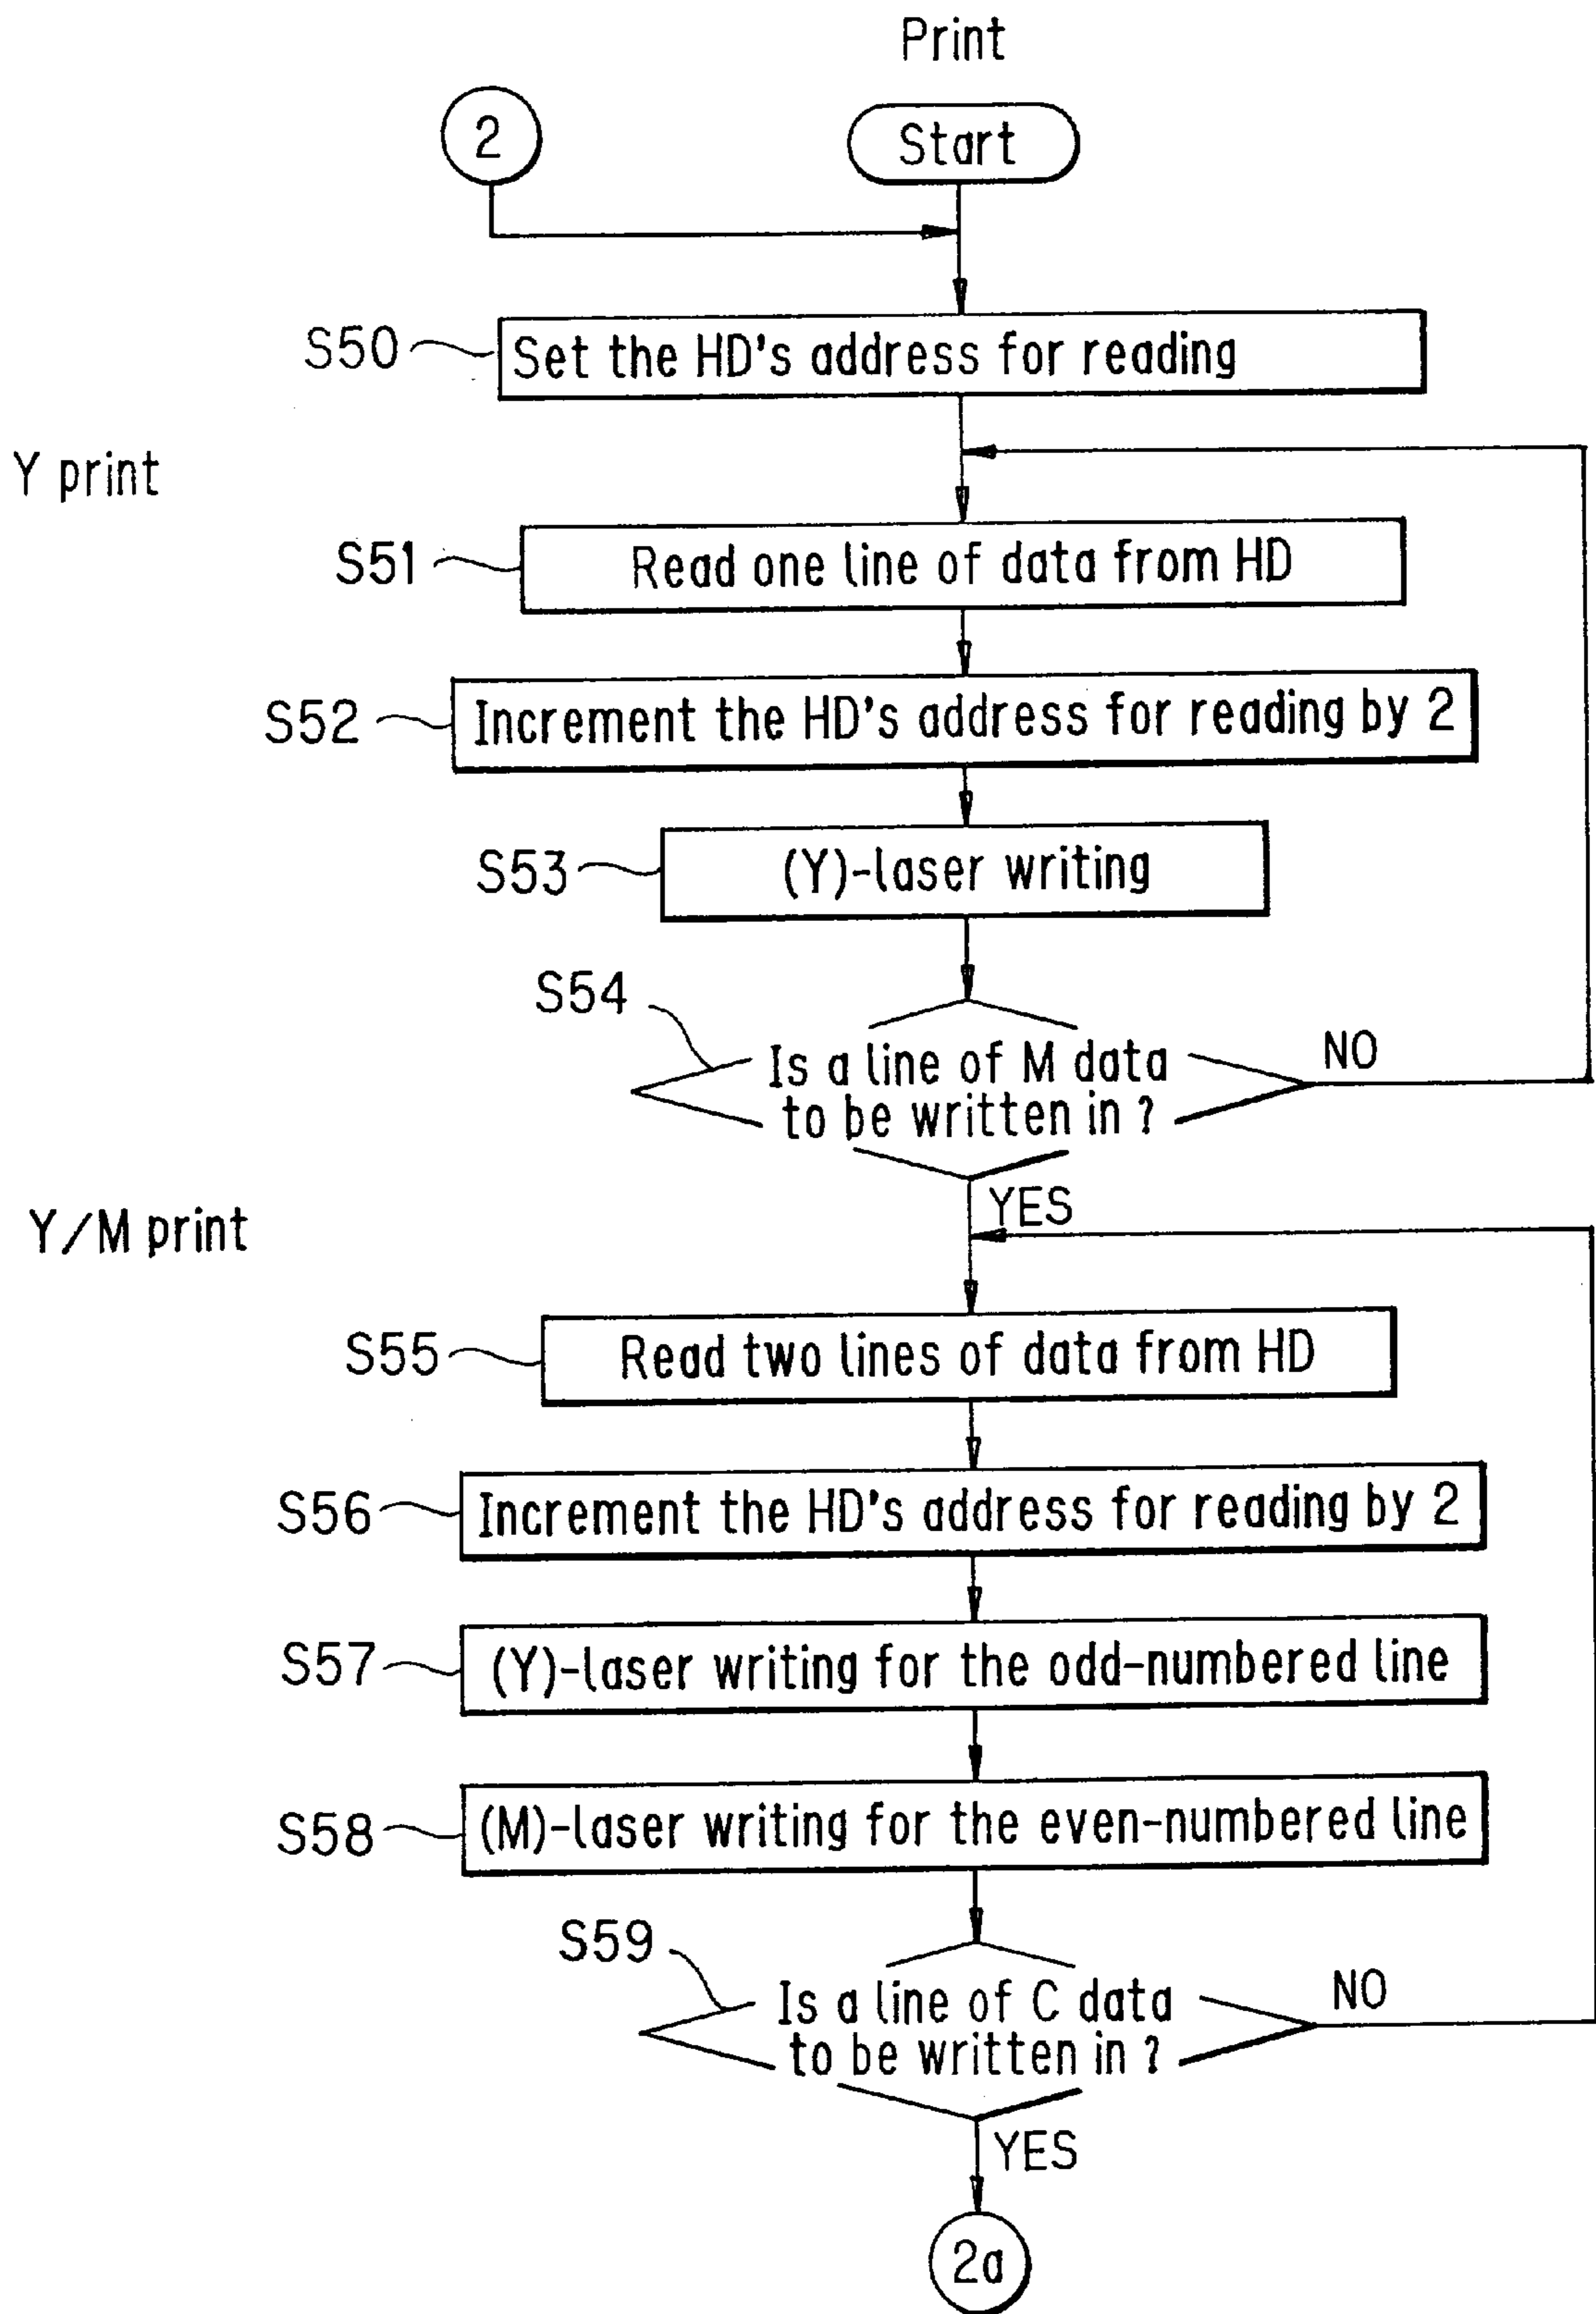 Print
2
Start
S50
Set the HD's address for reading
Y print
S51
Read one line of data from HD
S52
Increment the HD's address for reading by 2
S53
(Y)-laser writing
S54
Is a line of M data
to be written in ?
NO
YES
Y/M print
S55
Read two lines of data from HD
S56
Increment the HD's address for reading by 2
S57
(Y)-laser writing for the odd-numbered line
S58
(M)-laser writing for the even-numbered line
S59
Is a line of C data
to be written in ?
NO
YES
2a